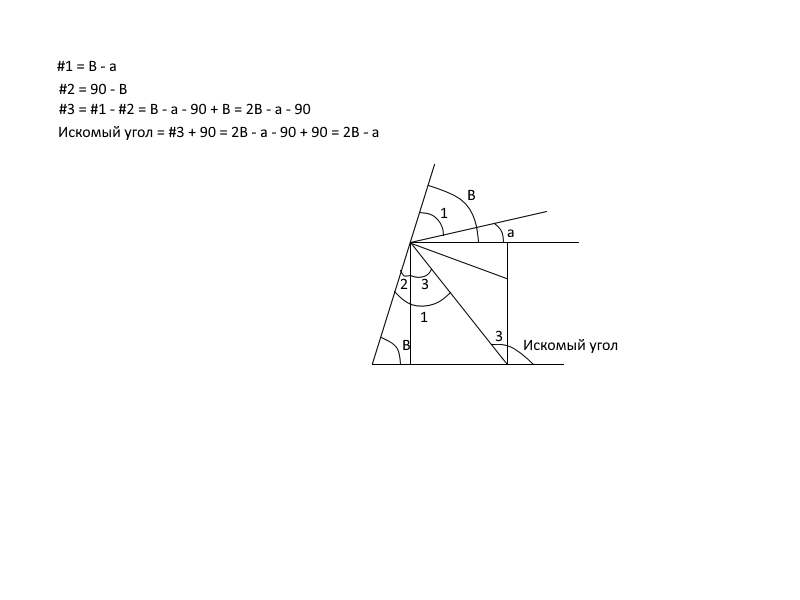 #1 = B - a
#2 = 90 - B
#3 = #1 - #2 = B - a - 90 + B = 2B - a - 90
Искомый угол = #3 + 90 = 2B - a - 90 + 90 = 2B - a
B
1
a
2 3
1
3
B
Искомый угол